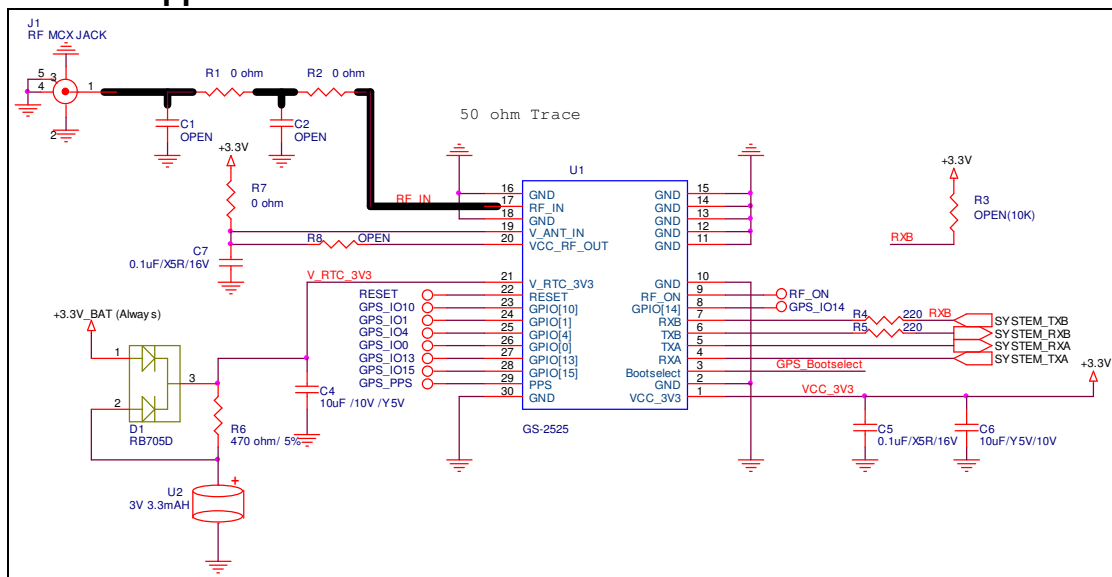 J1
RF MCX JACK
5
3
4
1
2
R1 0 ohm
R2 0 ohm
C1
OPEN
C2
OPEN
50 ohm Trace
+3.3V
R7
0 ohm
RF_IN
R8 OPEN
C7
0.1uF/X5R/16V
U1
16 GND
17 RF_IN
18 GND
19 V_ANT_IN
20 VCC_RF_OUT
21 V_RTC_3V3
22 RESET
23 GPIO[10]
24 GPIO[1]
25 GPIO[4]
26 GPIO[0]
27 GPIO[13]
28 GPIO[15]
29 PPS
30 GND
GND 15
GND 14
GND 13
GND 12
GND 11
GND 10
RF_ON 9
GPIO[14] 8
RXB 7
TXB 6
TXA 5
RXA 4
Bootselect 3
GND 2
VCC_3V3 1
GS-2525
V_RTC_3V3
RESET
GPS_IO10
GPS_IO1
GPS_IO4
GPS_IO0
GPS_IO13
GPS_IO15
GPS_PPS
+3.3V
R3
OPEN(10K)
RXB
RF_ON
GPS_IO14
R4 220 RXB
R5 220
SYSTEM_TXB
SYSTEM_RXB
SYSTEM_RXA
SYSTEM_TXA
GPS_Bootselect
VCC_3V3
+3.3V
C5
0.1uF/X5R/16V
C6
10uF/Y5V/10V
+3.3V_BAT (Always)
1
2
3
D1
RB705D
R6
470 ohm/ 5%
C4
10uF /10V /Y5V
U2
3V 3.3mAH
+